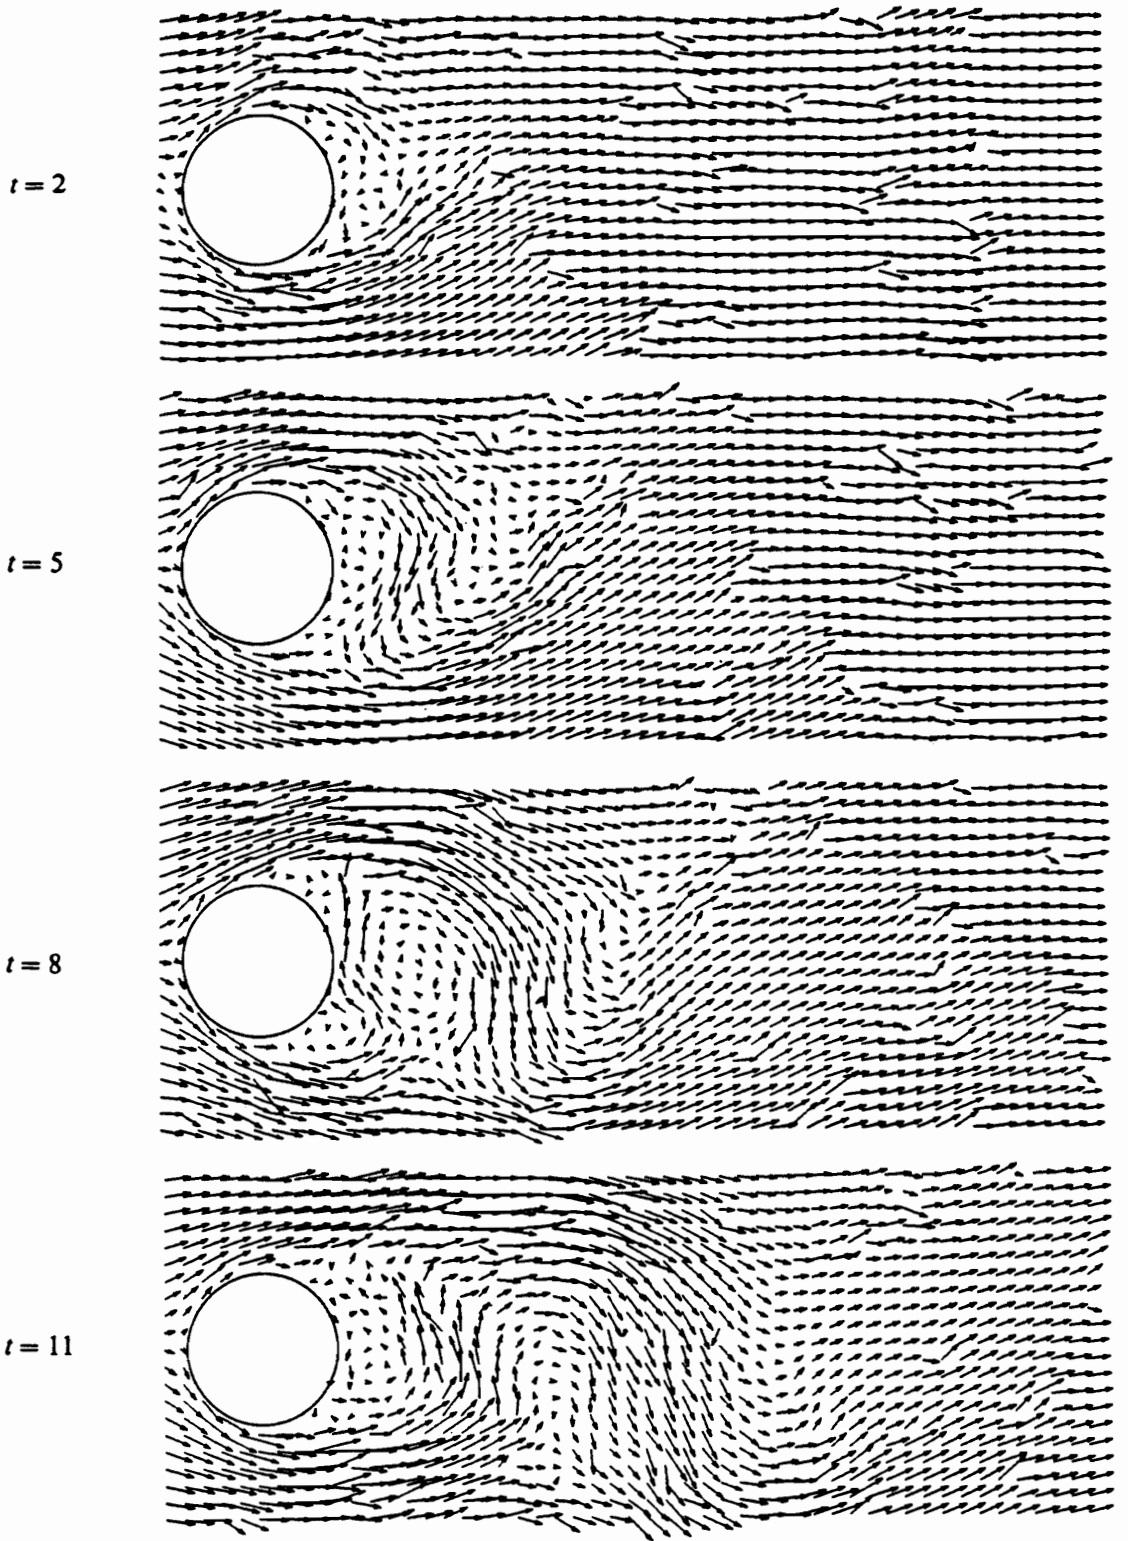 t = 2
t = 5
t = 8
t = 11